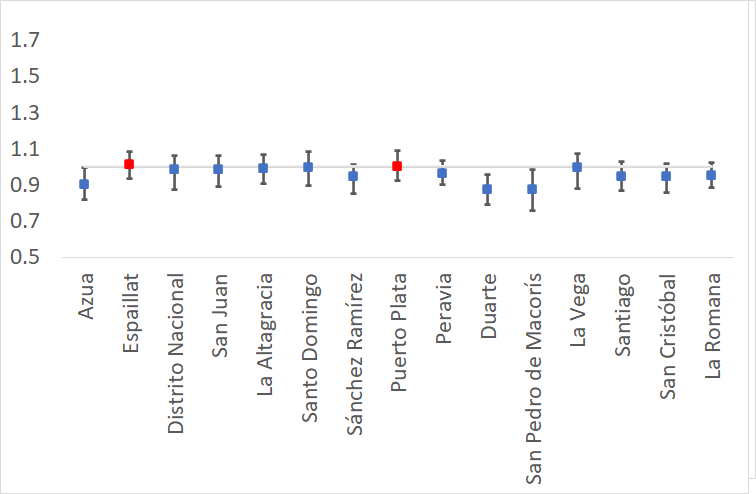 1.7
1.5
1.3
1.1
0.9
0.7
0.5
Azua
Espaillat
Distrito Nacional
San Juan
La Altagracia
Santo Domingo
Sánchez Ramírez
Puerto Plata
Peravia
Duarte
San Pedro de Macorís
La Vega
Santiago
San Cristóbal
La Romana